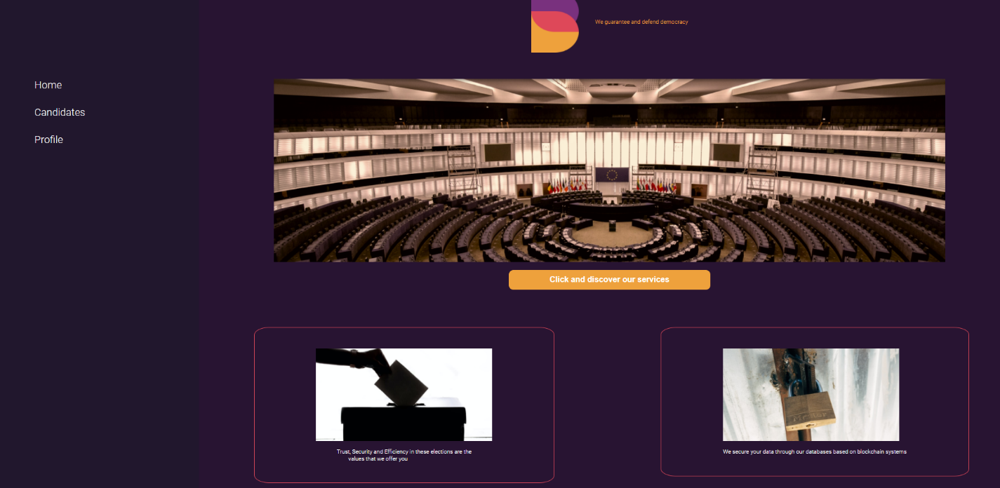 We guarantee and defend democracy
Home
Candidates
Profile
Click and discover our services
Trust, Security and Efficiency in these elections are the
values that we offer you
We secure your data through our databases based on blockchain systems